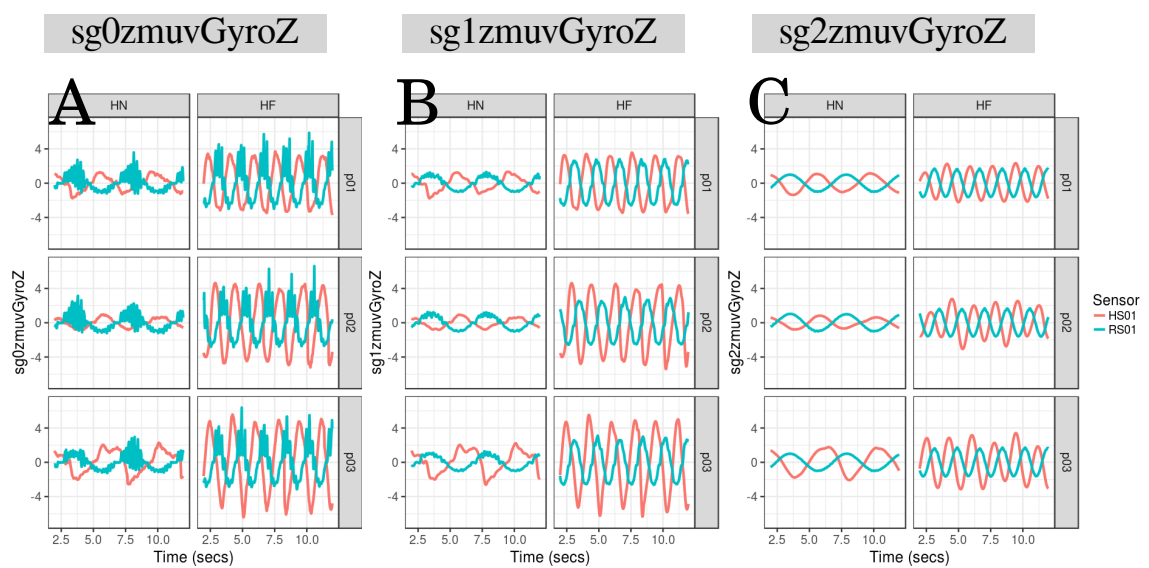 sg0zmuvGyroZ
sg1zmuvGyroZ
sg2zmuvGyroZ
A
HN
HF
B
HN
HF
C
HN
HF
sg0zmuvGyroZ
4
0
-4
p01
4
0
-4
p02
4
0
-4
p03
2.5 5.0 7.5 10.0
2.5 5.0 7.5 10.0
Time (secs)
sg1zmuvGyroZ
4
0
-4
p01
4
0
-4
p02
4
0
-4
p03
2.5 5.0 7.5 10.0
2.5 5.0 7.5 10.0
Time (secs)
sg2zmuvGyroZ
4
0
-4
p01
4
0
-4
p02
4
0
-4
p03
2.5 5.0 7.5 10.0
2.5 5.0 7.5 10.0
Time (secs)
Sensor
HS01
RS01